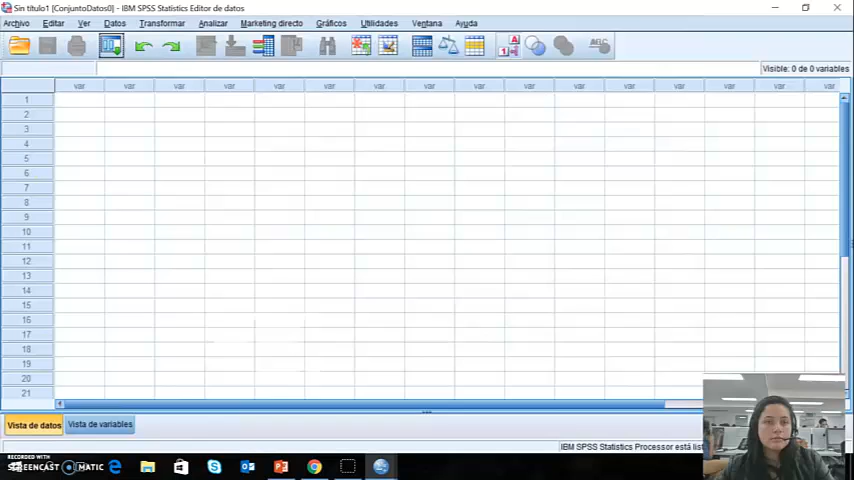 Sin título1 [ConjuntoDatos0] - IBM SPSS Statistics Editor de datos
Archivo Editar Ver Datos Transformar Analizar Marketing directo Gráficos Utilidades Ventana Ayuda
Visible: 0 de 0 variables
var var var var var var var var var var var var var var var var
1
2
3
4
5
6
7
8
9
10
11
12
13
14
15
16
17
18
19
20
21
Vista de datos Vista de variables
IBM SPSS Statistics Processor está list
RECORDED WITH
SCREENCAST MATIC